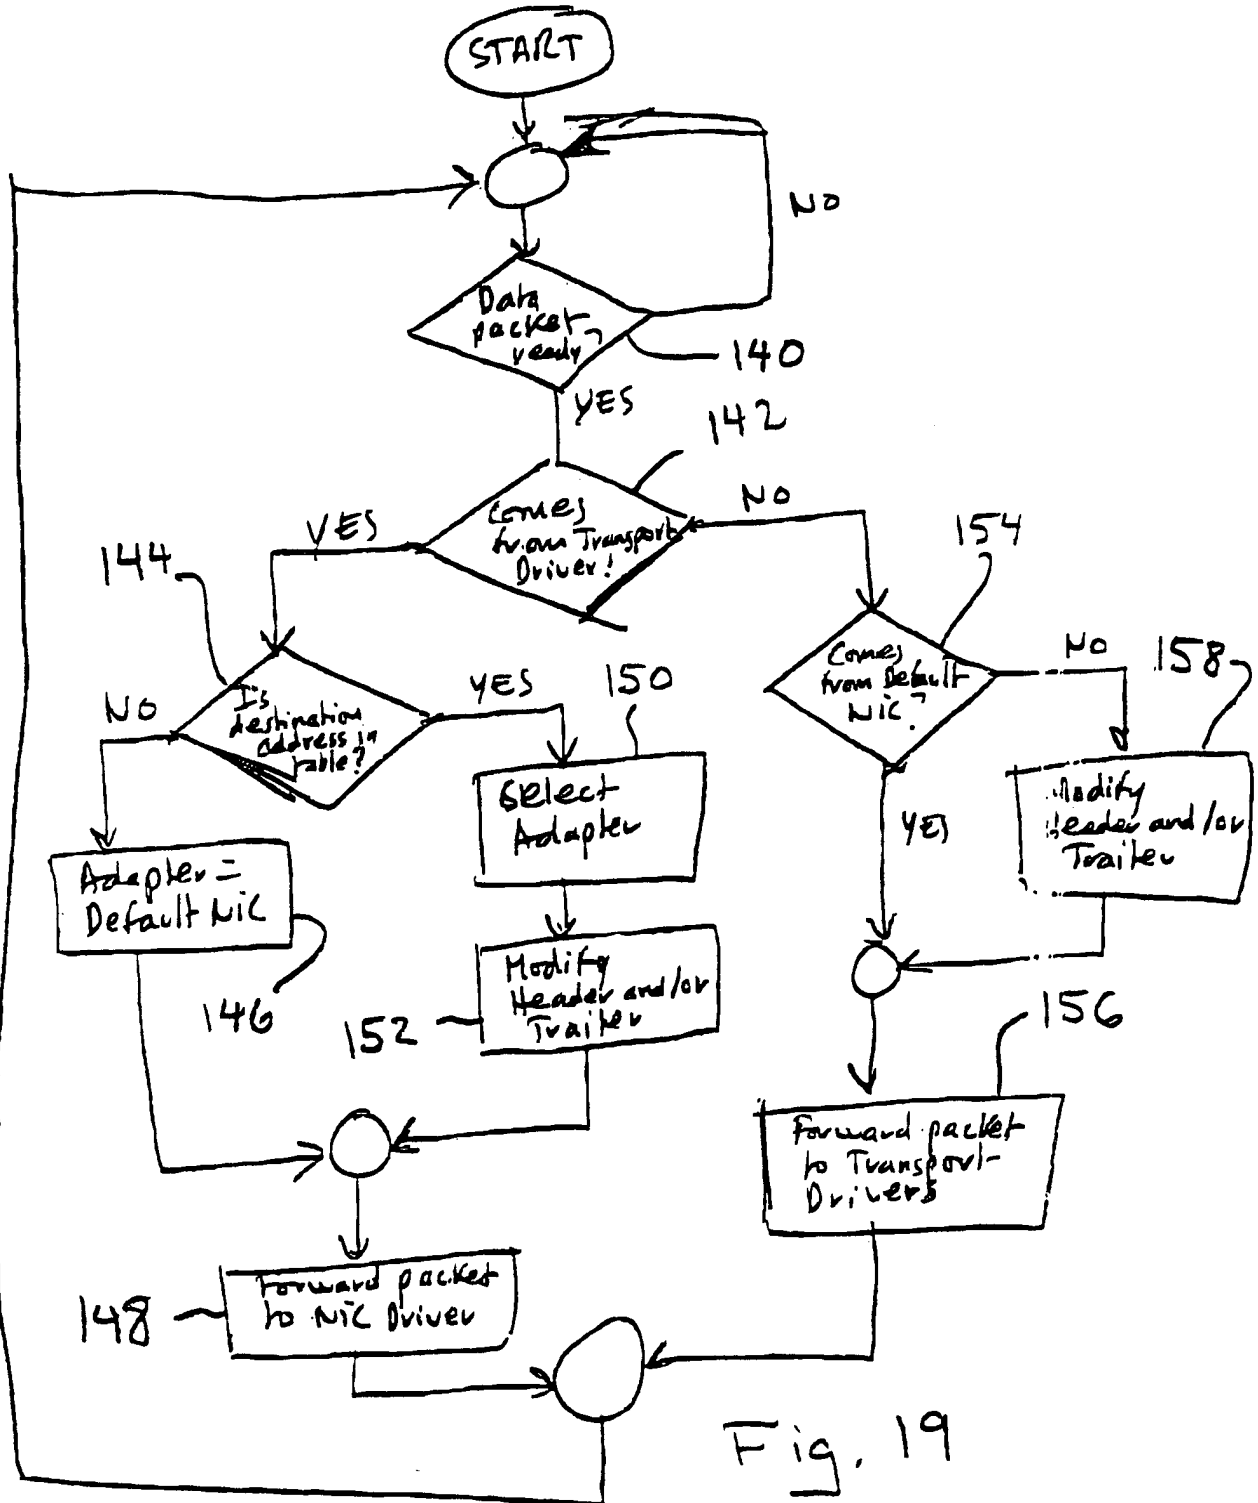 START
NO
Data
packet
ready?
140
YES
142
Comes
from Transport
Driver?
YES
NO
144
154
Is
destination
address in
table?
NO
YES
150
Comes
from Default
NIC?
NO
158
Select
Adapter
YES
Modify
Header and/or
Trailer
Adapter =
Default NIC
146
Modify
Header and/or
Trailer
152
156
Forward packet
to Transport
Drivers
Forward packet
to NIC Driver
148
Fig. 19